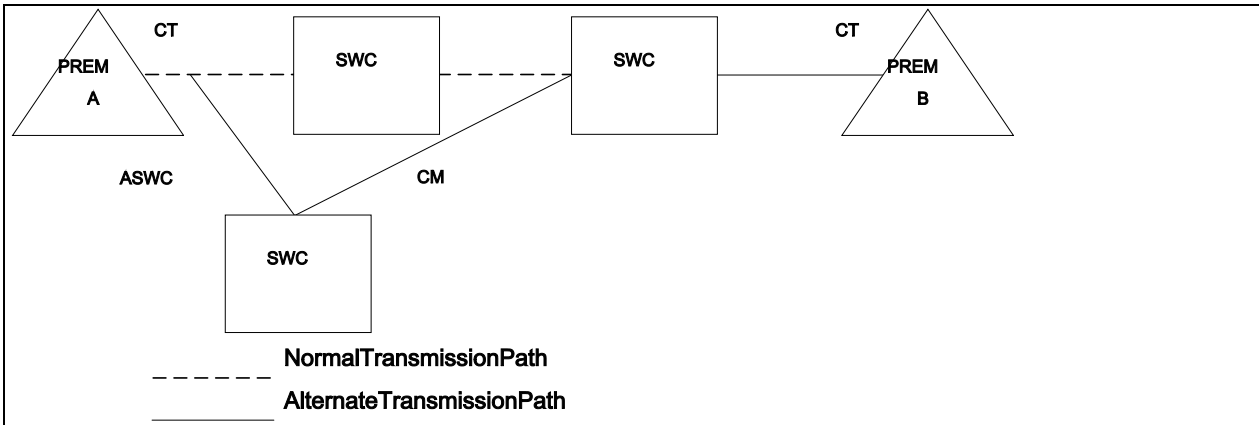 CT
CT
PREM
A
SWC
SWC
PREM
B
ASWC
CM
SWC
NormalTransmissionPath
AlternateTransmissionPath